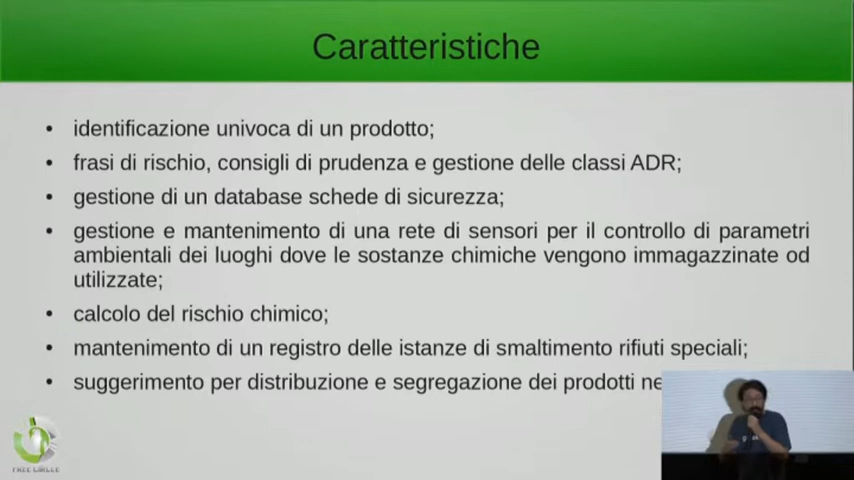 Caratteristiche
• identificazione univoca di un prodotto;
• frasi di rischio, consigli di prudenza e gestione delle classi ADR;
• gestione di un database schede di sicurezza;
• gestione e mantenimento di una rete di sensori per il controllo di parametri
ambientali dei luoghi dove le sostanze chimiche vengono immagazzinate od
utilizzate;
• calcolo del rischio chimico;
• mantenimento di un registro delle istanze di smaltimento rifiuti speciali;
• suggerimento per distribuzione e segregazione dei prodotti
FREE CIRCLE